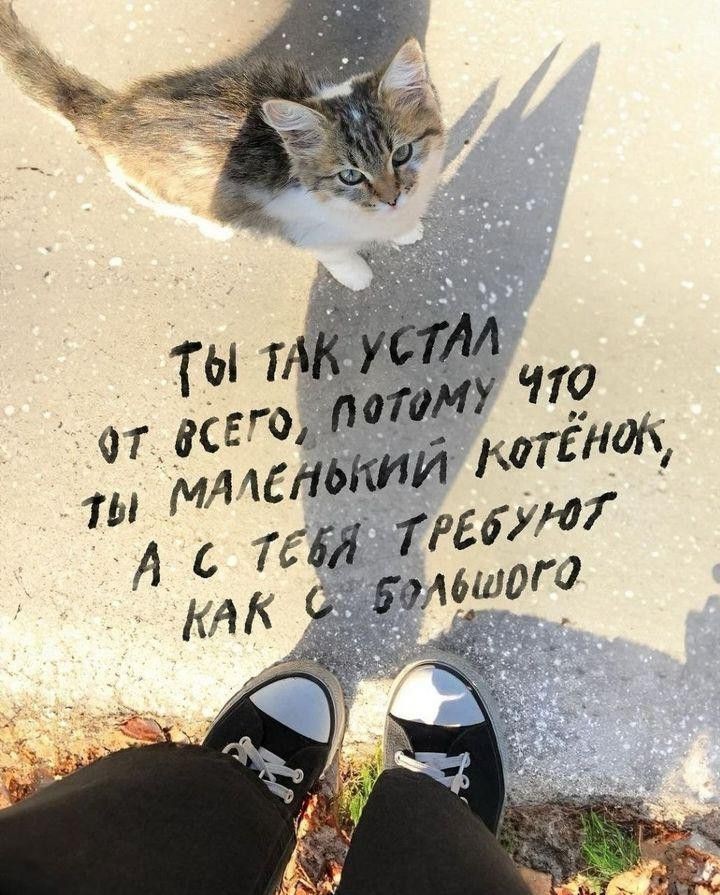 ТЫ ТАК УСТАЛ
ОТ ВСЕГО, ПОТОМУ ЧТО
ТЫ МАЛЕНЬКИЙ КОТЁНОК,
А С ТЕБЯ ТРЕБУЮТ
КАК С БОЛЬШОГО